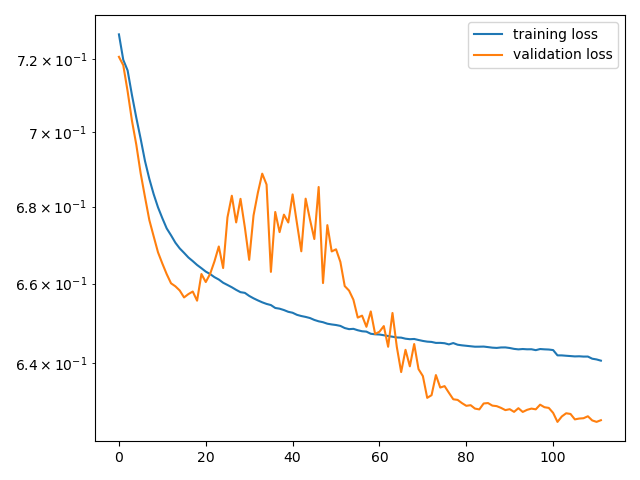 training loss
validation loss
7.2 × 10⁻¹
7 × 10⁻¹
6.8 × 10⁻¹
6.6 × 10⁻¹
6.4 × 10⁻¹
0 20 40 60 80 100